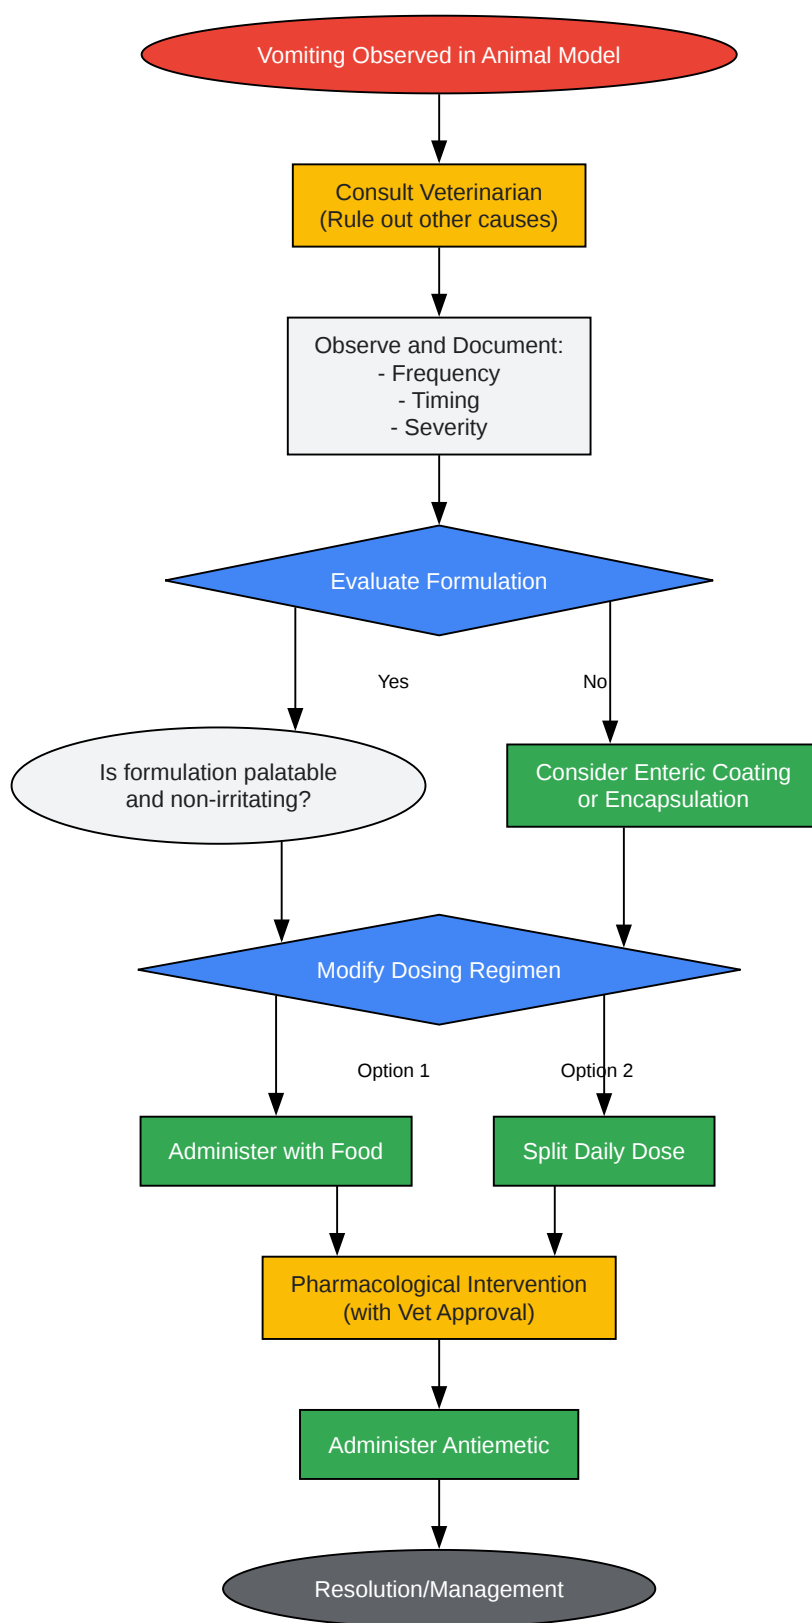 Vomiting Observed in Animal Model
Consult Veterinarian
(Rule out other causes)
Observe and Document:
- Frequency
- Timing
- Severity
Evaluate Formulation
Yes
No
Is formulation palatable
and non-irritating?
Consider Enteric Coating
or Encapsulation
Modify Dosing Regimen
Option 1
Option 2
Administer with Food
Split Daily Dose
Pharmacological Intervention
(with Vet Approval)
Administer Antiemetic
Resolution/Management